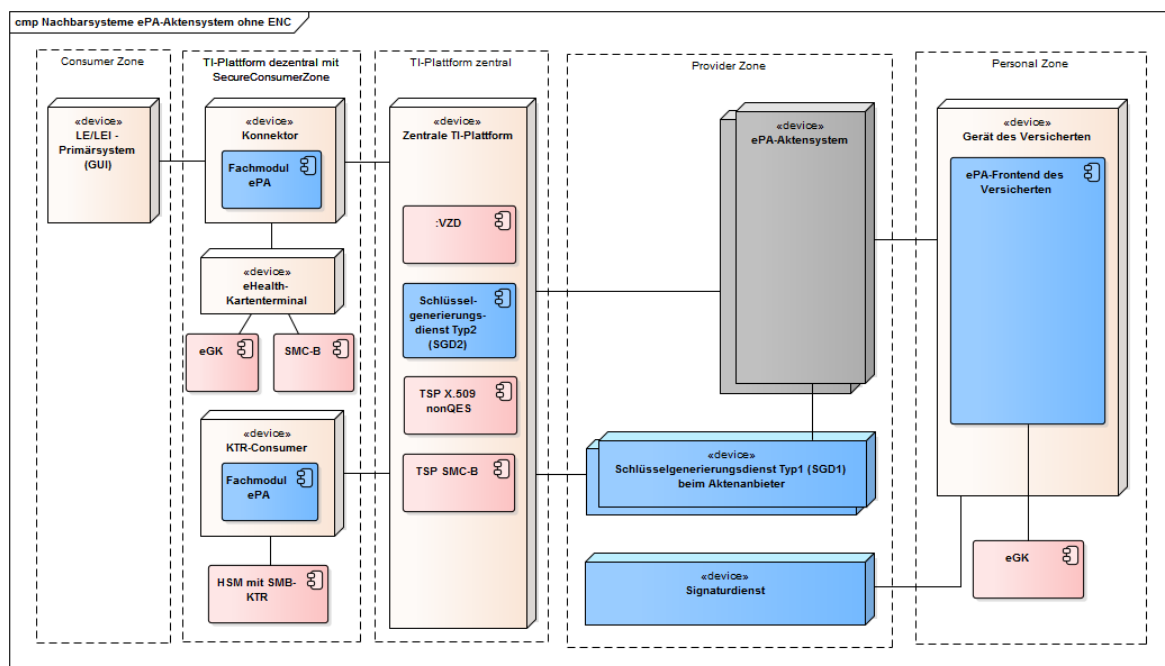 cmp Nachbarsysteme ePA-Aktensystem ohne ENC
Consumer Zone
«device»
LE/LEI -
Primärsystem
(GUI)
TI-Plattform dezentral mit
SecureConsumerZone
«device»
Konnektor
Fachmodul
ePA
«device»
eHealth-
Kartenterminal
eGK
SMC-B
«device»
KTR-Consumer
Fachmodul
ePA
HSM mit SMB-
KTR
TI-Plattform zentral
«device»
Zentrale TI-Plattform
:VZD
Schlüssel-
generierungs-
dienst Typ2
(SGD2)
TSP X.509
nonQES
TSP SMC-B
Provider Zone
«device»
ePA-Aktensystem
«device»
Schlüsselgenerierungsdienst Typ1 (SGD1)
beim Aktenanbieter
«device»
Signaturdienst
Personal Zone
«device»
Gerät des Versicherten
ePA-Frontend des
Versicherten
eGK